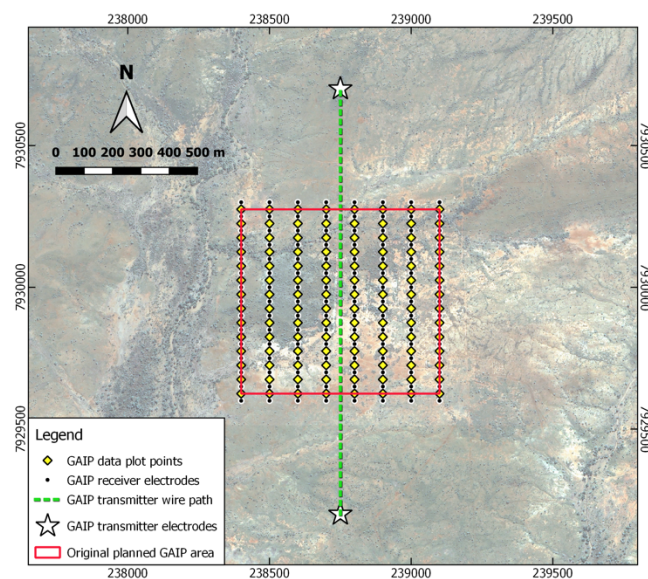 238000 238500 239000 239500
N
0 100 200 300 400 500 m
7930500 7930500
7930000 7930000
7929500 7929500
Legend
GAIP data plot points
GAIP receiver electrodes
GAIP transmitter wire path
GAIP transmitter electrodes
Original planned GAIP area
238000 238500 239000 239500